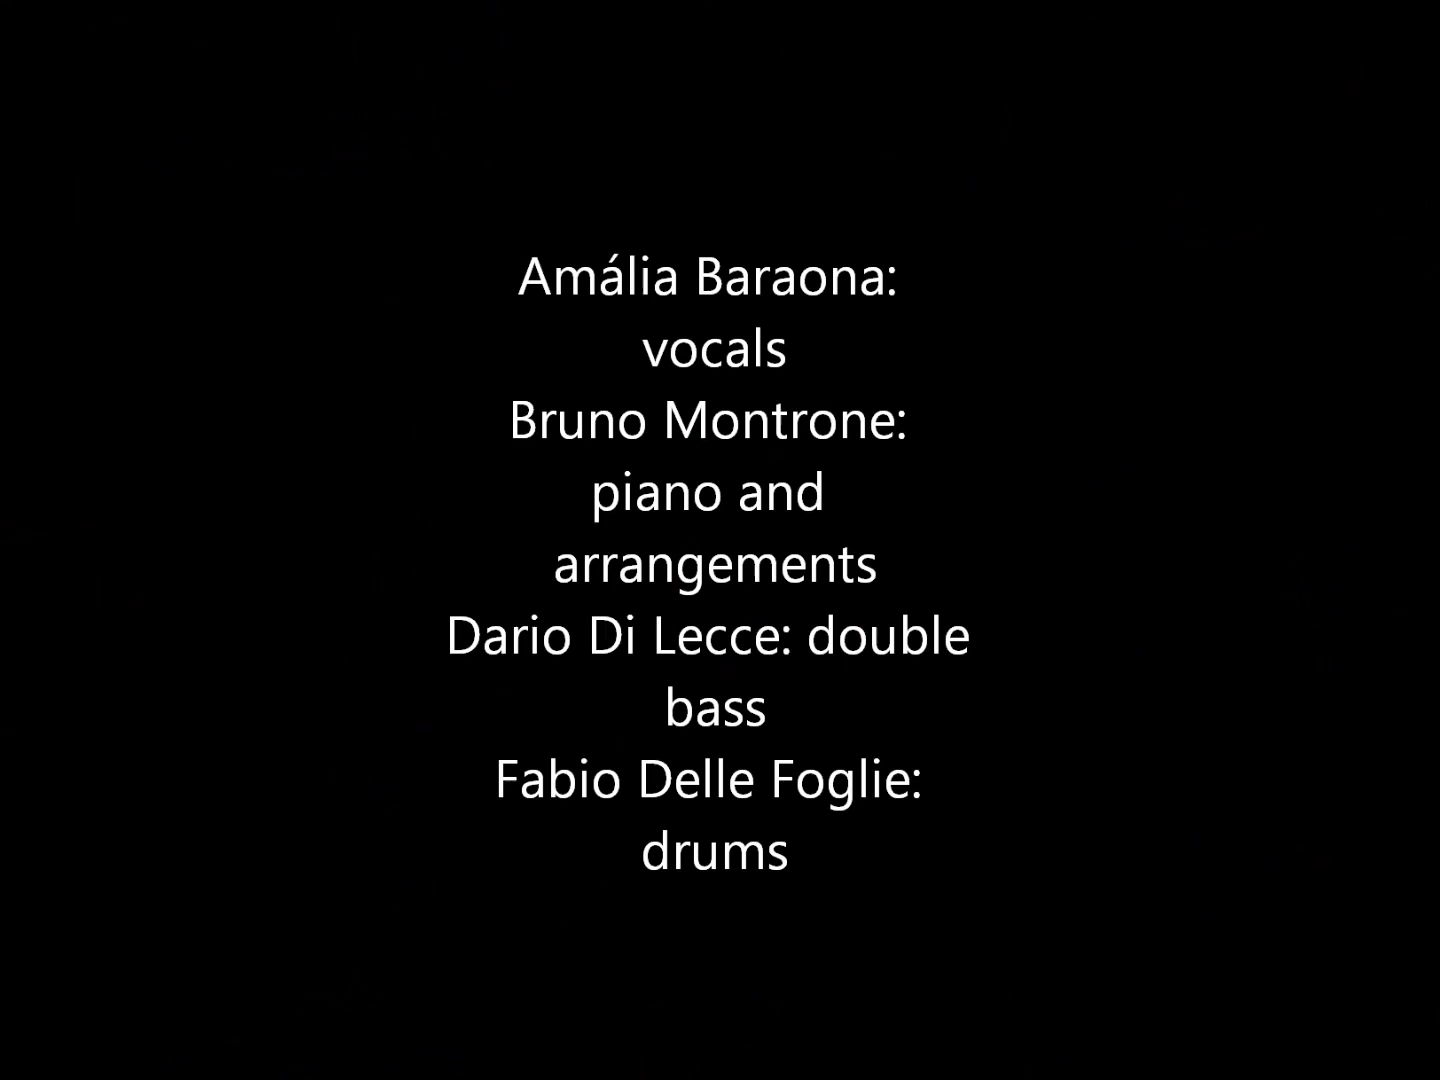 Amália Baraona:
vocals
Bruno Montrone:
piano and
arrangements
Dario Di Lecce: double
bass
Fabio Delle Foglie:
drums